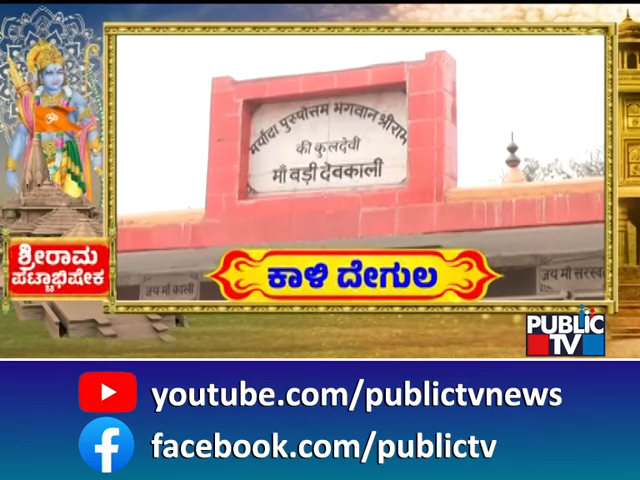 मर्यादा पुरुषोत्तम भगवान श्रीराम
की कुलदेवी
माँ बड़ी देवकाली
जय माँ काली
जय माँ सरस्व
ಶ್ರೀರಾಮ
ಪಟ್ಟಾಭಿಷೇಕ
ಕಾಳಿ ದೇಗುಲ
PUBLIC
TV
youtube.com/publictvnews
facebook.com/publictv